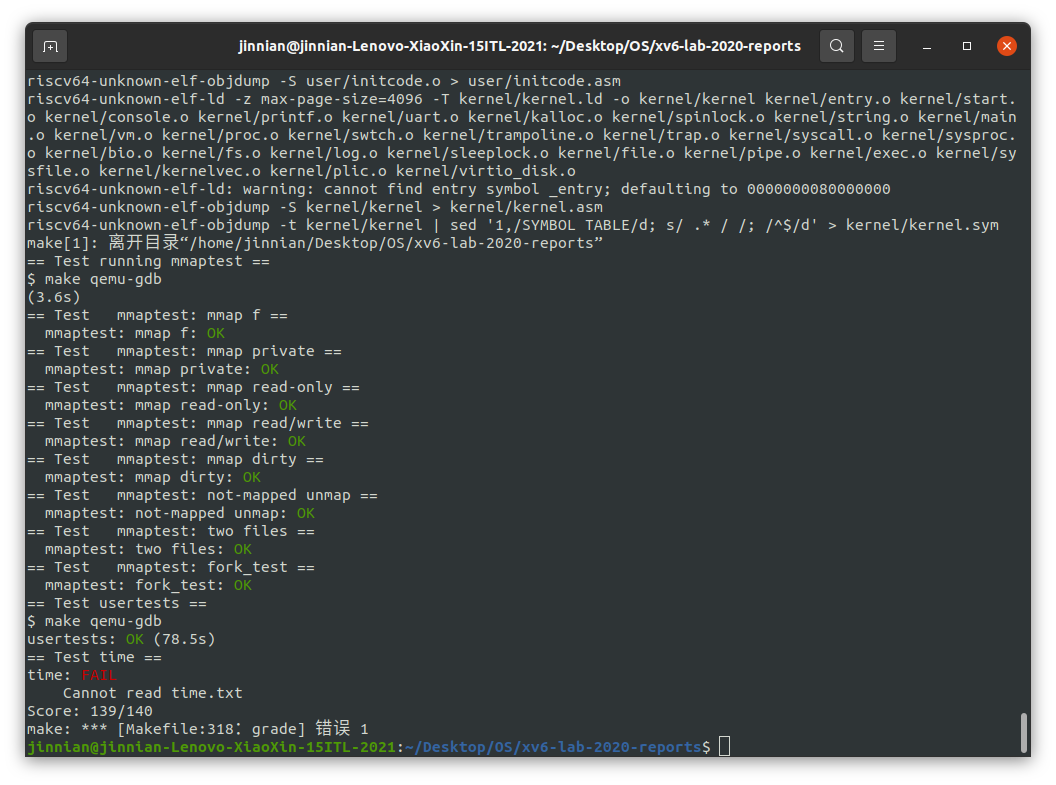 jinnian@jinnian-Lenovo-XiaoXin-15ITL-2021: ~/Desktop/OS/xv6-lab-2020-reports
riscv64-unknown-elf-objdump -S user/initcode.o > user/initcode.asm
riscv64-unknown-elf-ld -z max-page-size=4096 -T kernel/kernel.ld -o kernel/kernel kernel/entry.o kernel/start.
o kernel/console.o kernel/printf.o kernel/uart.o kernel/kalloc.o kernel/spinlock.o kernel/string.o kernel/main
.o kernel/vm.o kernel/proc.o kernel/swtch.o kernel/trampoline.o kernel/trap.o kernel/syscall.o kernel/sysproc.
o kernel/bio.o kernel/fs.o kernel/log.o kernel/sleeplock.o kernel/file.o kernel/pipe.o kernel/exec.o kernel/sy
sfile.o kernel/kernelvec.o kernel/plic.o kernel/virtio_disk.o
riscv64-unknown-elf-ld: warning: cannot find entry symbol _entry; defaulting to 0000000080000000
riscv64-unknown-elf-objdump -S kernel/kernel > kernel/kernel.asm
riscv64-unknown-elf-objdump -t kernel/kernel | sed '1,/SYMBOL TABLE/d; s/ .* / /; /^$/d' > kernel/kernel.sym
make[1]: 离开目录“/home/jinnian/Desktop/OS/xv6-lab-2020-reports”
== Test running mmaptest ==
$ make qemu-gdb
(3.6s)
== Test   mmaptest: mmap f ==
  mmaptest: mmap f: OK
== Test   mmaptest: mmap private ==
  mmaptest: mmap private: OK
== Test   mmaptest: mmap read-only ==
  mmaptest: mmap read-only: OK
== Test   mmaptest: mmap read/write ==
  mmaptest: mmap read/write: OK
== Test   mmaptest: mmap dirty ==
  mmaptest: mmap dirty: OK
== Test   mmaptest: not-mapped unmap ==
  mmaptest: not-mapped unmap: OK
== Test   mmaptest: two files ==
  mmaptest: two files: OK
== Test   mmaptest: fork_test ==
  mmaptest: fork_test: OK
== Test usertests ==
$ make qemu-gdb
usertests: OK (78.5s)
== Test time ==
time: FAIL
    Cannot read time.txt
Score: 139/140
make: *** [Makefile:318：grade] 错误 1
jinnian@jinnian-Lenovo-XiaoXin-15ITL-2021:~/Desktop/OS/xv6-lab-2020-reports$